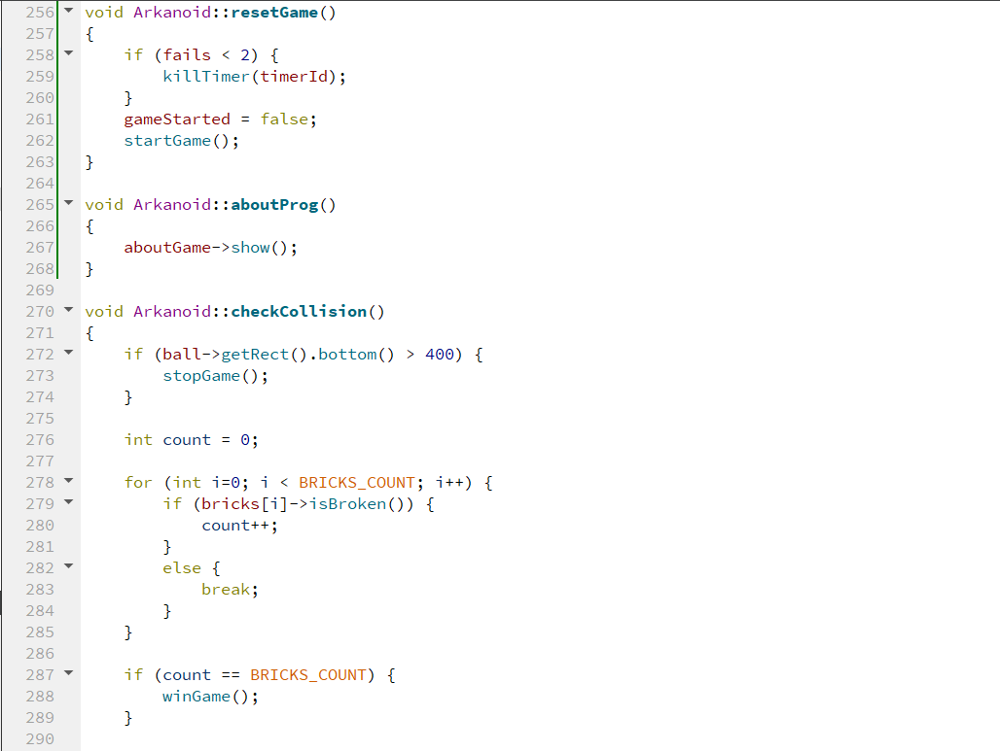 256 void Arkanoid::resetGame()
257 {
258     if (fails < 2) {
259         killTimer(timerId);
260     }
261     gameStarted = false;
262     startGame();
263 }
264
265 void Arkanoid::aboutProg()
266 {
267     aboutGame->show();
268 }
269
270 void Arkanoid::checkCollision()
271 {
272     if (ball->getRect().bottom() > 400) {
273         stopGame();
274     }
275
276     int count = 0;
277
278     for (int i=0; i < BRICKS_COUNT; i++) {
279         if (bricks[i]->isBroken()) {
280             count++;
281         }
282         else {
283             break;
284         }
285     }
286
287     if (count == BRICKS_COUNT) {
288         winGame();
289     }
290